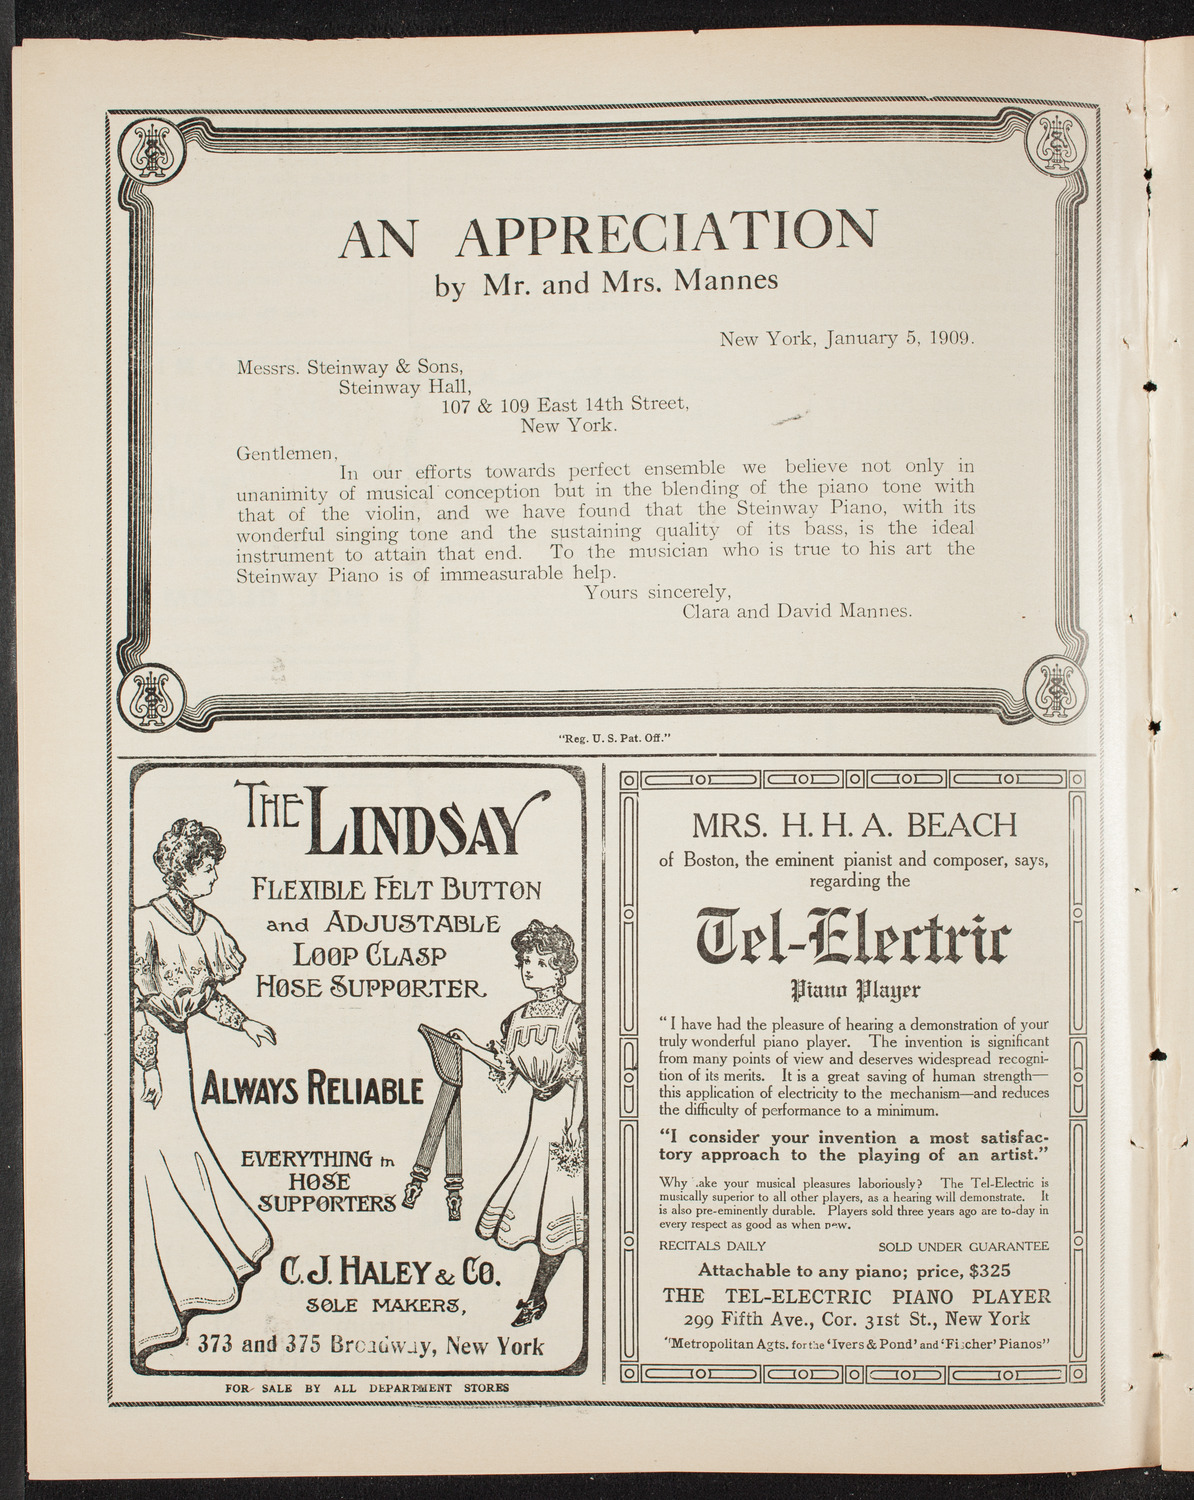 AN APPRECIATION
by Mr. and Mrs. Mannes
New York, January 5, 1909.
Messrs. Steinway & Sons,
Steinway Hall,
107 & 109 East 14th Street,
New York.
Gentlemen,
In our efforts towards perfect ensemble we believe not only in
unanimity of musical conception but in the blending of the piano tone with
that of the violin, and we have found that the Steinway Piano, with its
wonderful singing tone and the sustaining quality of its bass, is the ideal
instrument to attain that end. To the musician who is true to his art the
Steinway Piano is of immeasurable help.
Yours sincerely,
Clara and David Mannes.
"Reg. U. S. Pat. Off."
THE LINDSAY
FLEXIBLE FELT BUTTON
and ADJUSTABLE
LOOP CLASP
HOSE SUPPORTER
ALWAYS RELIABLE
EVERYTHING in
HOSE
SUPPORTERS
C. J. HALEY & CO.
SOLE MAKERS,
373 and 375 Broadway, New York
FOR SALE BY ALL DEPARTMENT STORES
MRS. H. H. A. BEACH
of Boston, the eminent pianist and composer, says,
regarding the
Tel-Electric
Piano Player
"I have had the pleasure of hearing a demonstration of your
truly wonderful piano player. The invention is significant
from many points of view and deserves widespread recogni-
tion of its merits. It is a great saving of human strength—
this application of electricity to the mechanism—and reduces
the difficulty of performance to a minimum.
"I consider your invention a most satisfac-
tory approach to the playing of an artist."
Why your musical pleasures laboriously? The Tel-Electric is
musically superior to all other players, as a hearing will demonstrate. It
is also pre-eminently durable. Players sold three years ago are to-day in
every respect as good as when new.
RECITALS DAILY SOLD UNDER GUARANTEE
Attachable to any piano; price, $325
THE TEL-ELECTRIC PIANO PLAYER
299 Fifth Ave., Cor. 31st St., New York
"Metropolitan Agts. for the 'Ivers & Pond' and 'Fischer' Pianos"